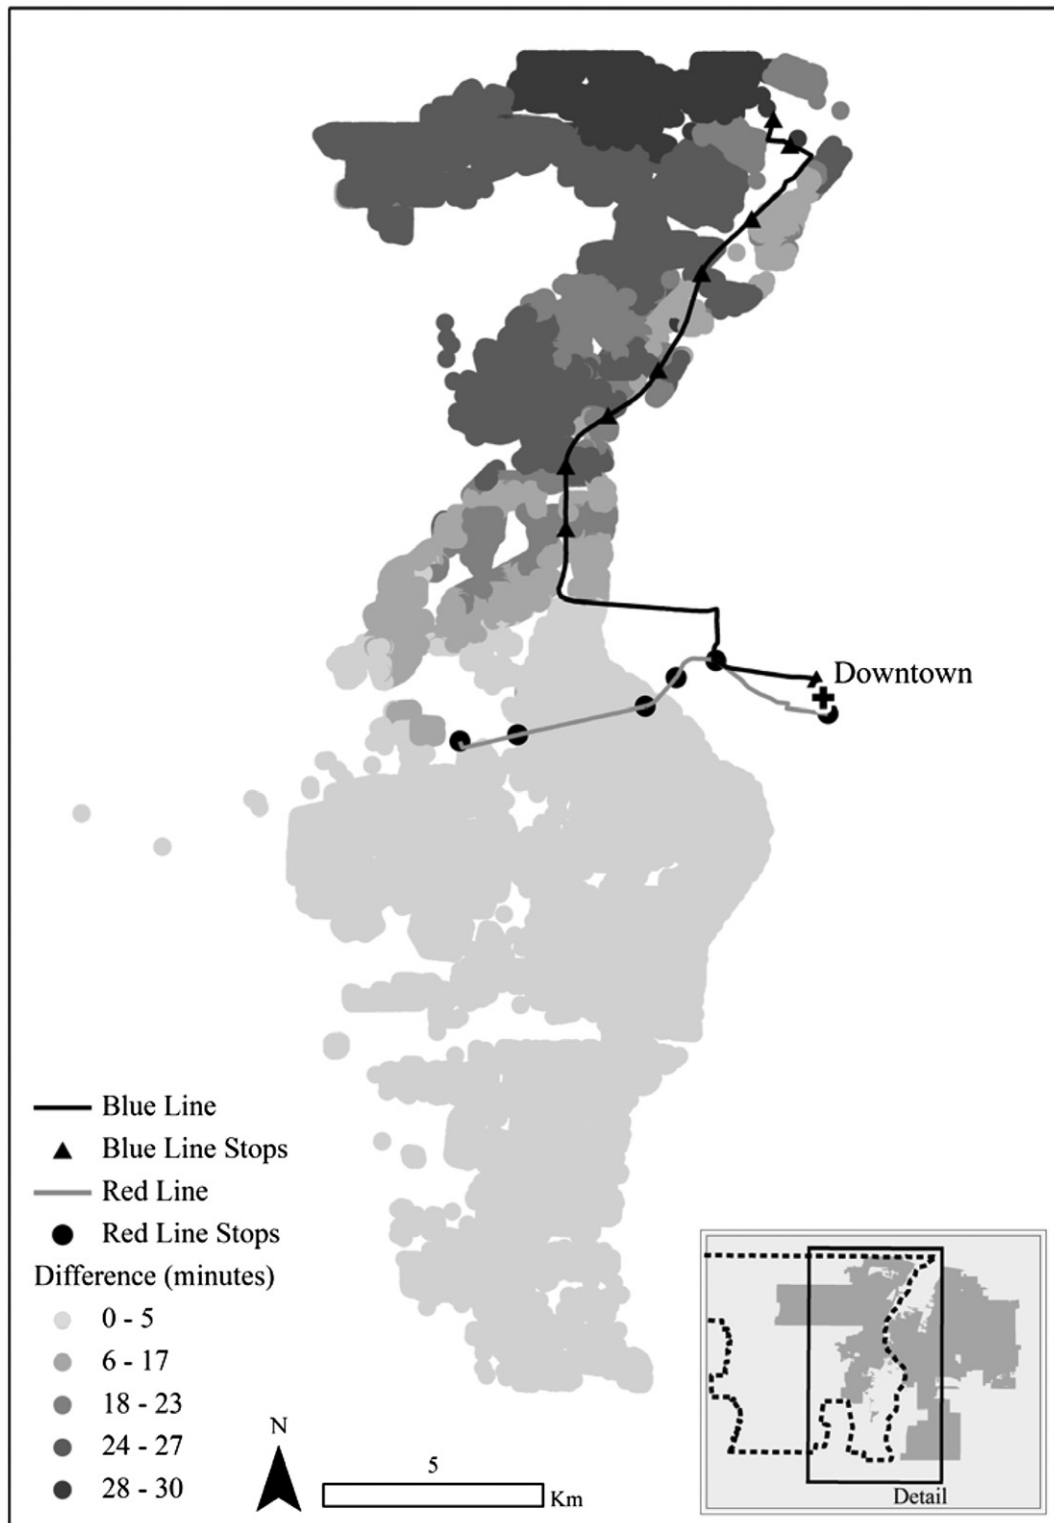 Downtown
Blue Line
Blue Line Stops
Red Line
Red Line Stops
Difference (minutes)
0 - 5
6 - 17
18 - 23
24 - 27
28 - 30
N
5
Km
Detail